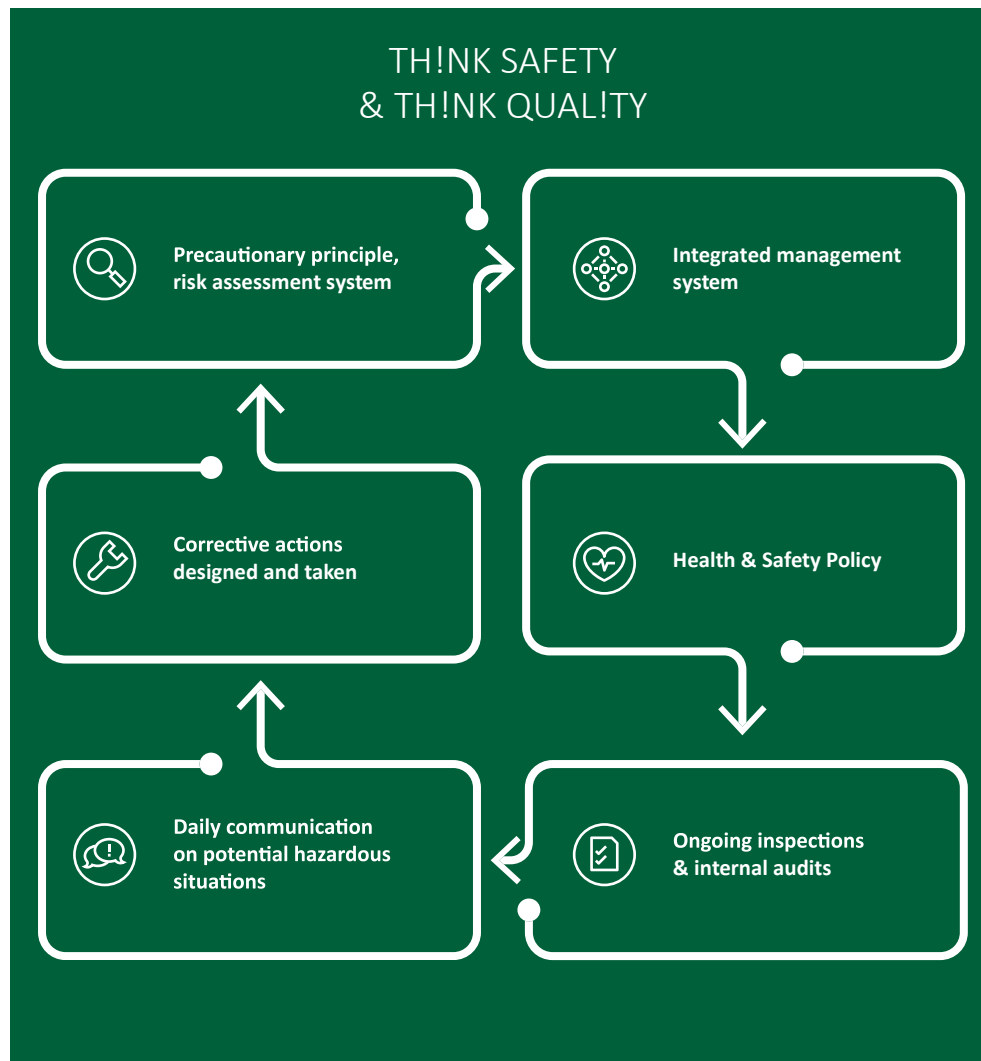 TH!NK SAFETY
& TH!NK QUAL!TY
Precautionary principle,
risk assessment system
Integrated management
system
Corrective actions
designed and taken
Health & Safety Policy
Daily communication
on potential hazardous
situations
Ongoing inspections
& internal audits